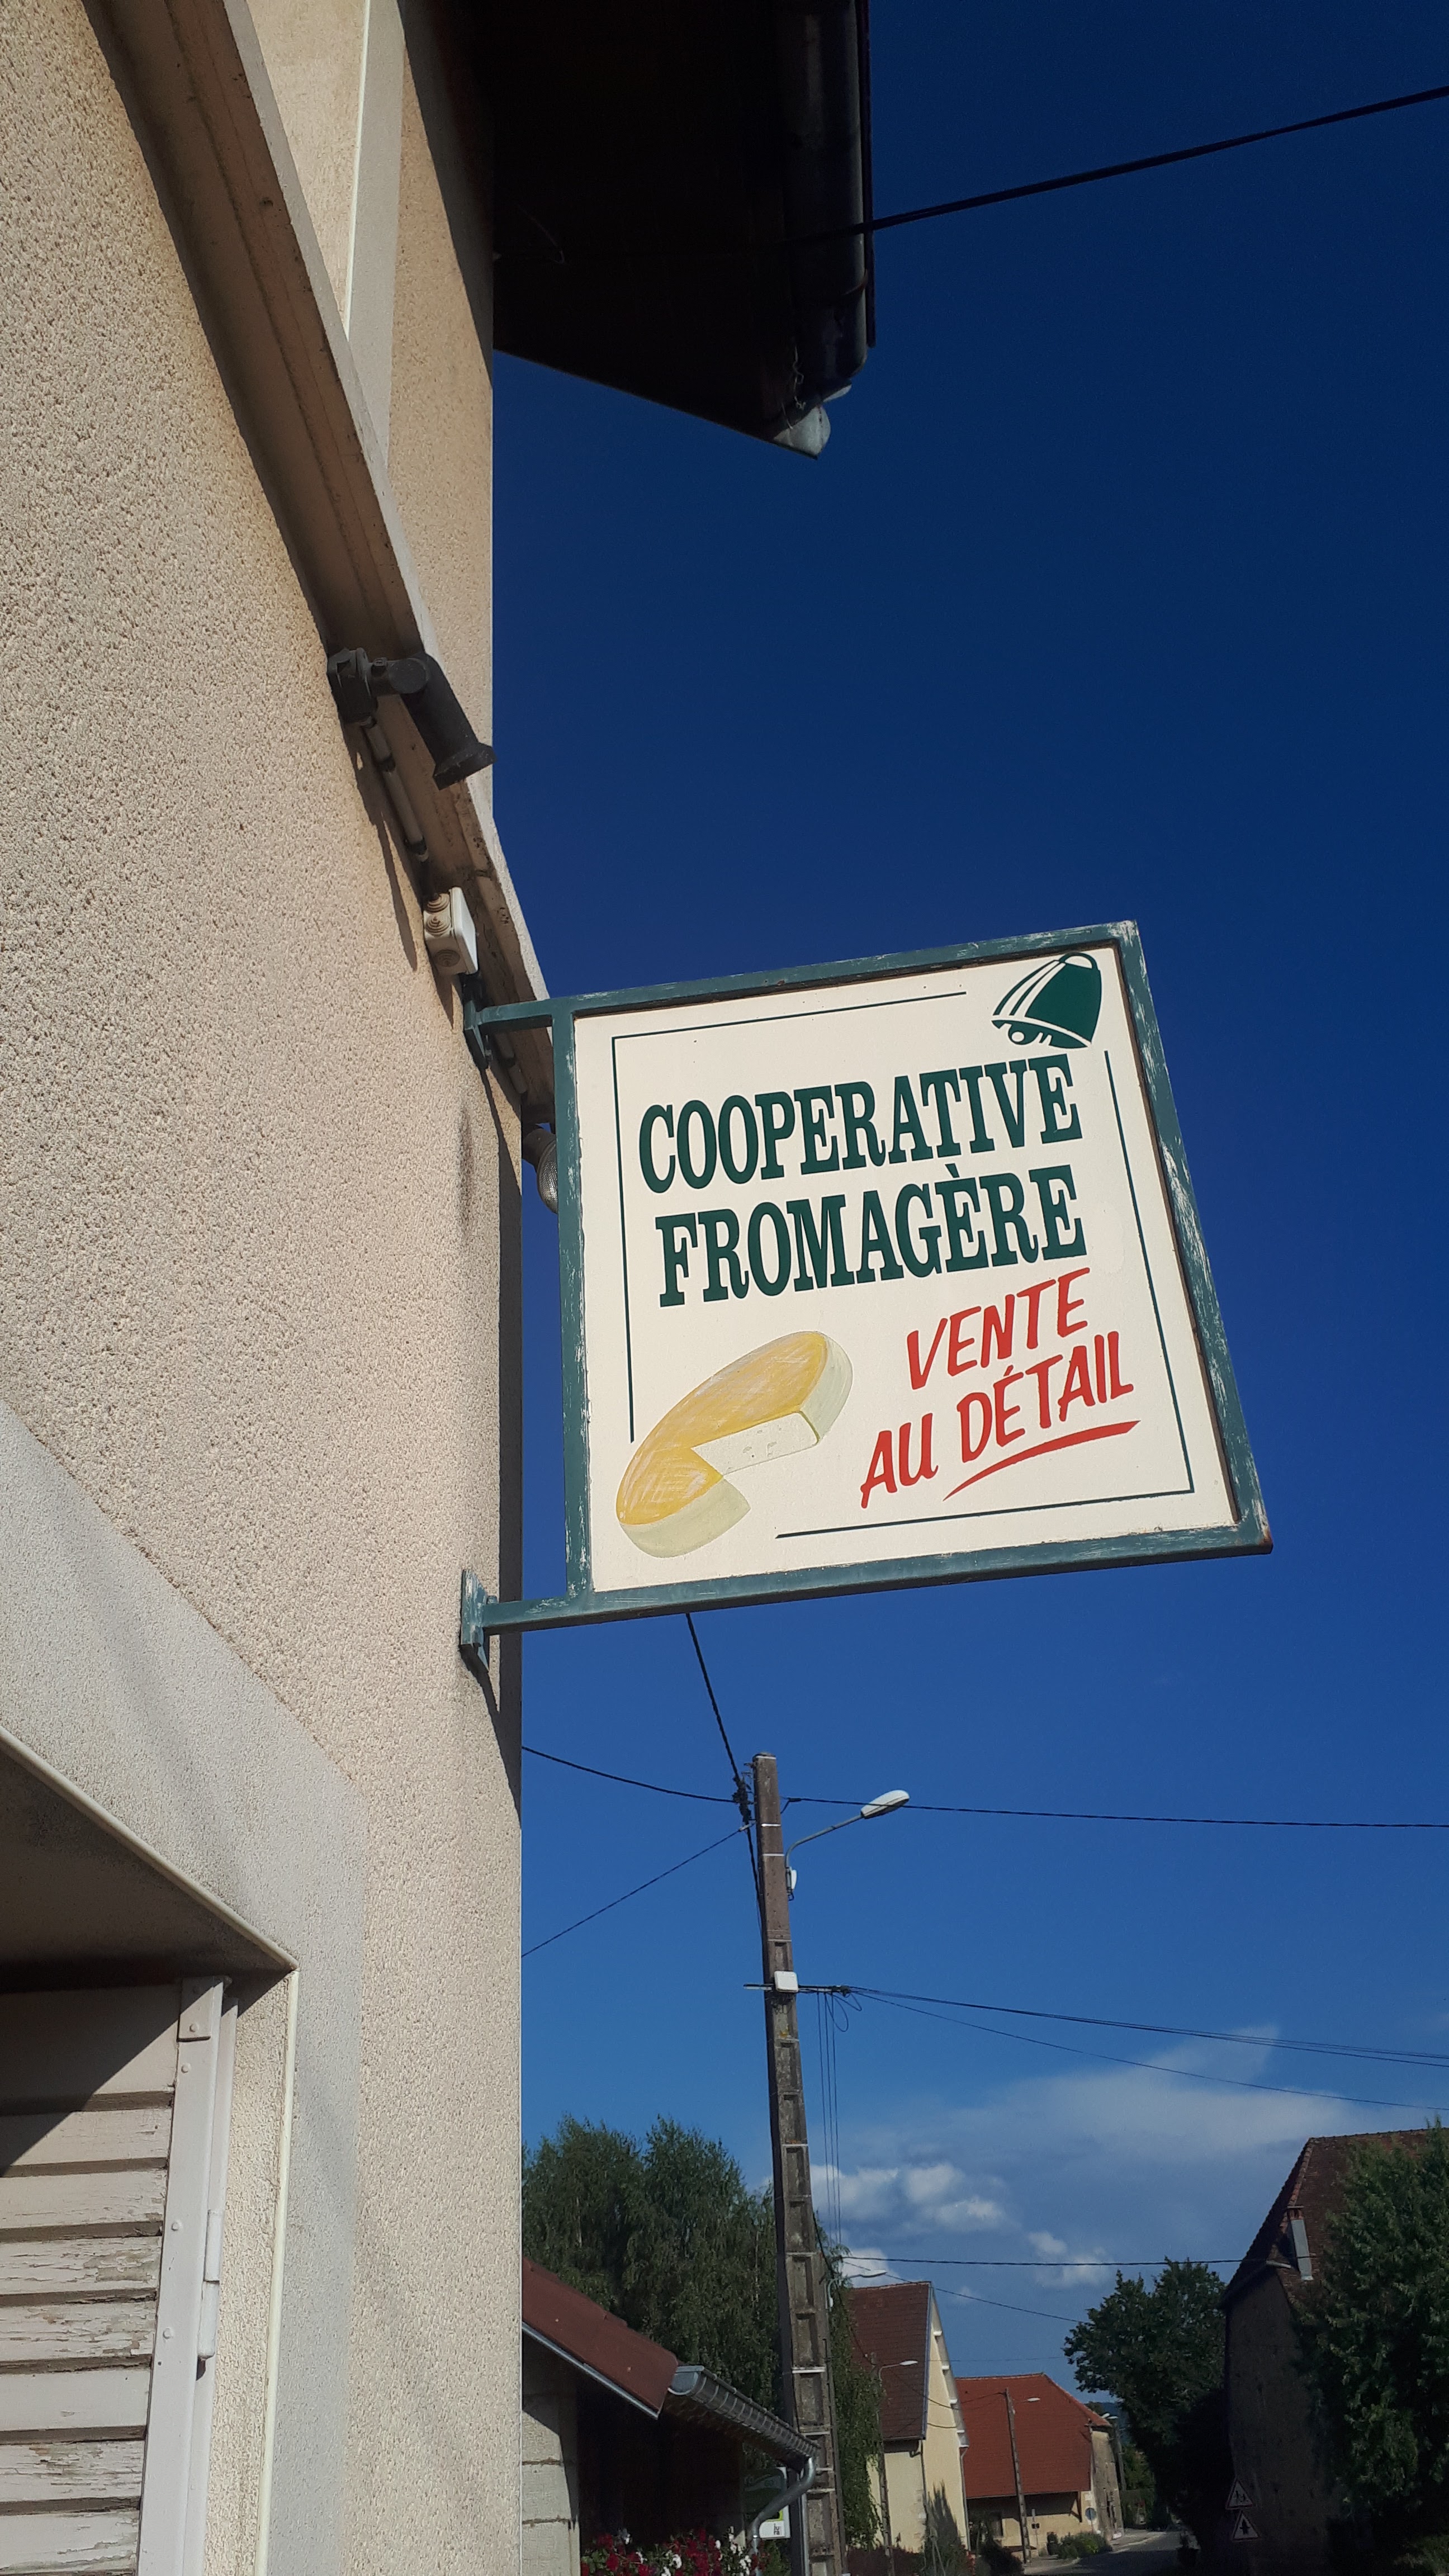 COOPERATIVE
FROMAGÈRE
VENTE
AU DÉTAIL